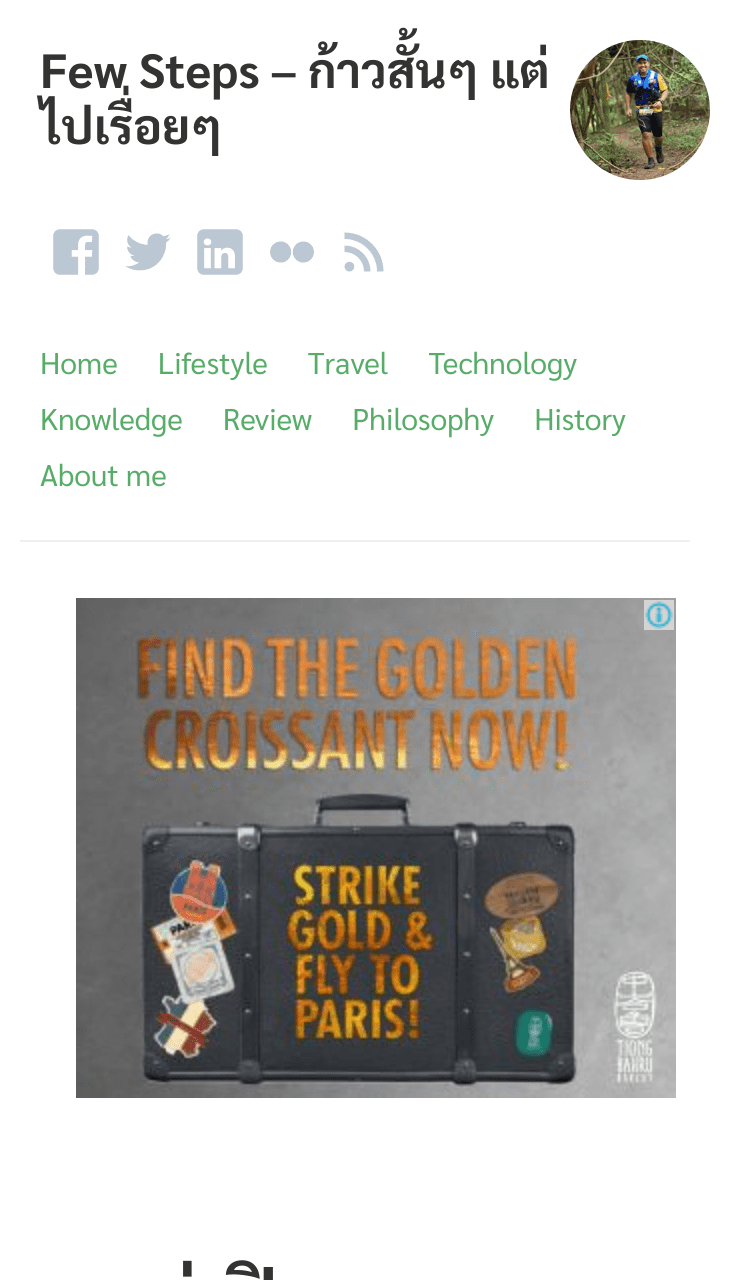 Few Steps – ก้าวสั้นๆ แต่
ไปเรื่อยๆ
Home Lifestyle Travel Technology
Knowledge Review Philosophy History
About me
FIND THE GOLDEN
CROISSANT NOW!
STRIKE
GOLD &
FLY TO
PARIS!
TIONG
BAHRU
BAKERY